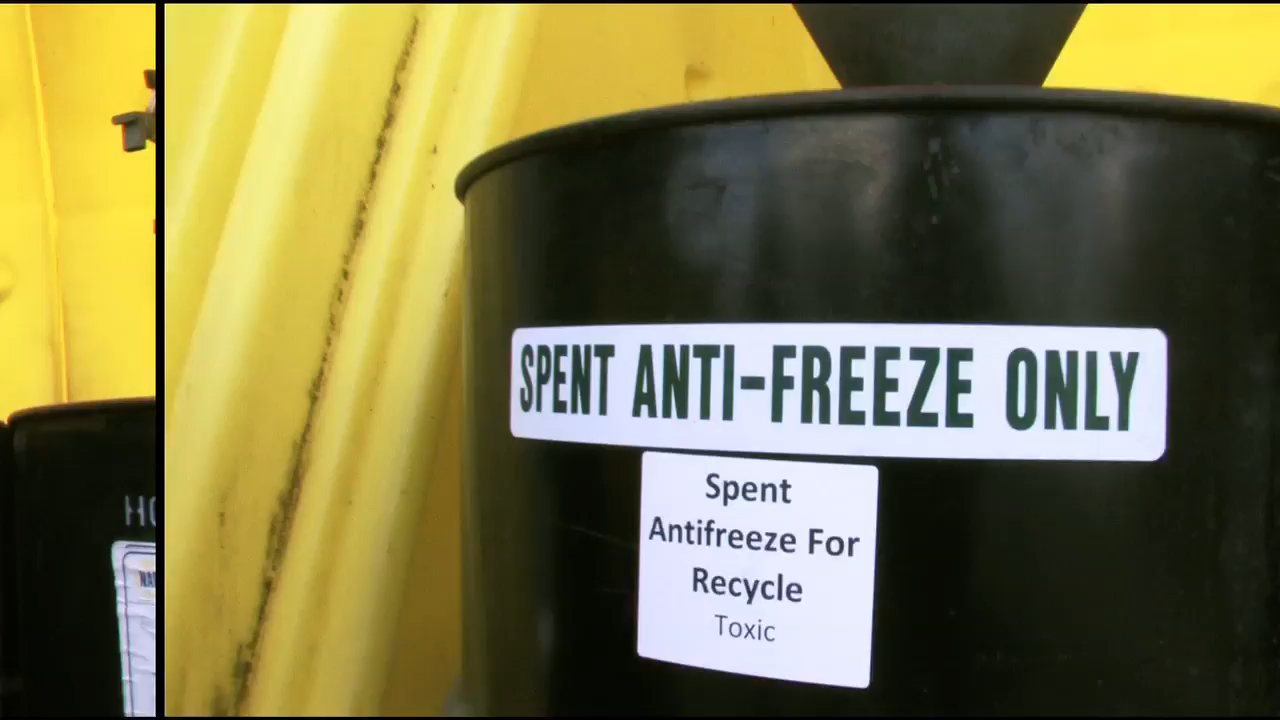 SPENT ANTI-FREEZE ONLY
Spent
Antifreeze For
Recycle
Toxic